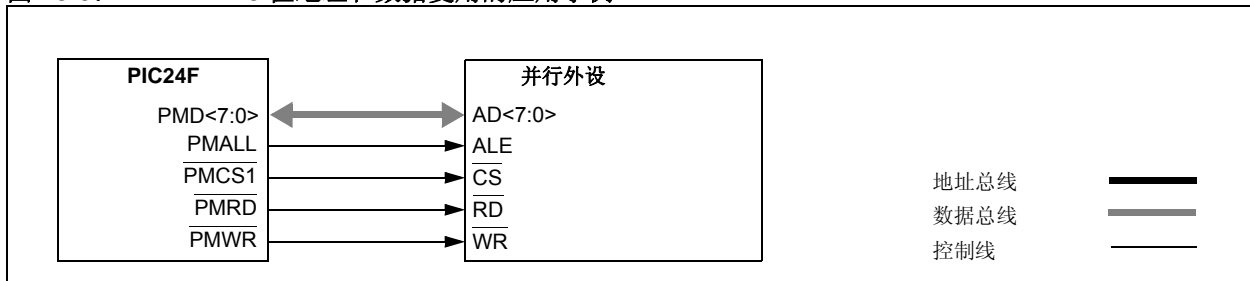 PIC24F
并行外设
PMD<7:0>
AD<7:0>
PMALL
ALE
PMCS1
CS
PMRD
RD
PMWR
WR
地址总线
数据总线
控制线